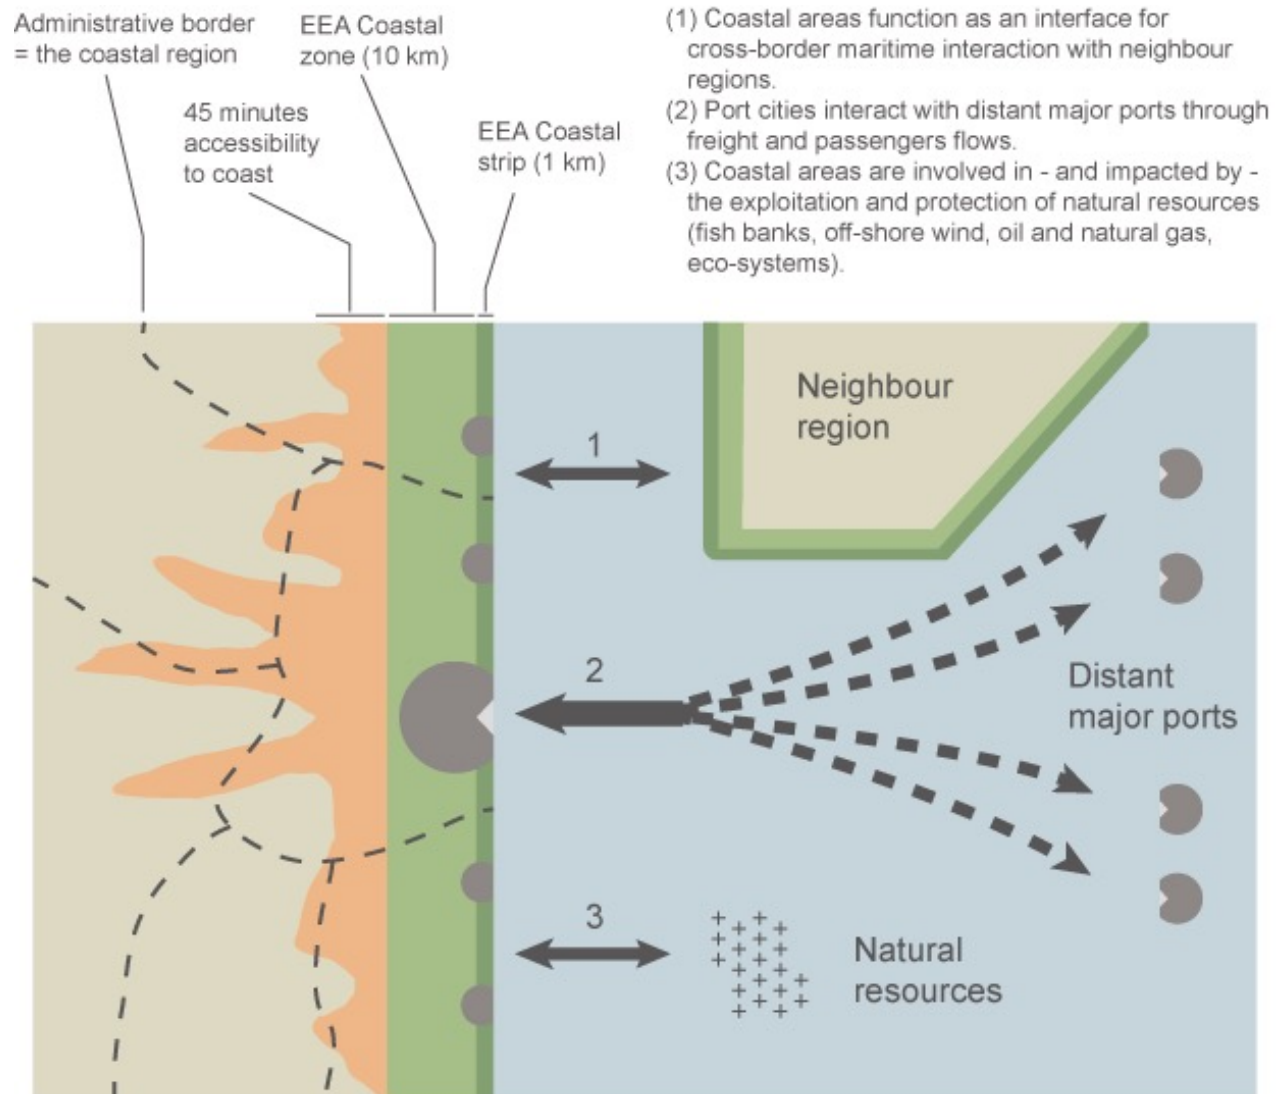 Administrative border
= the coastal region
EEA Coastal
zone (10 km)
45 minutes
accessibility
to coast
EEA Coastal
strip (1 km)
(1) Coastal areas function as an interface for
cross-border maritime interaction with neighbour
regions.
(2) Port cities interact with distant major ports through
freight and passengers flows.
(3) Coastal areas are involved in - and impacted by -
the exploitation and protection of natural resources
(fish banks, off-shore wind, oil and natural gas,
eco-systems).
Neighbour
region
1
2
Distant
major ports
3
Natural
resources